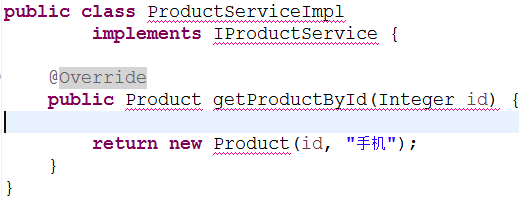 public class ProductServiceImpl
        implements IProductService {
    @Override
    public Product getProductById(Integer id) {
        return new Product(id, "手机");
    }
}